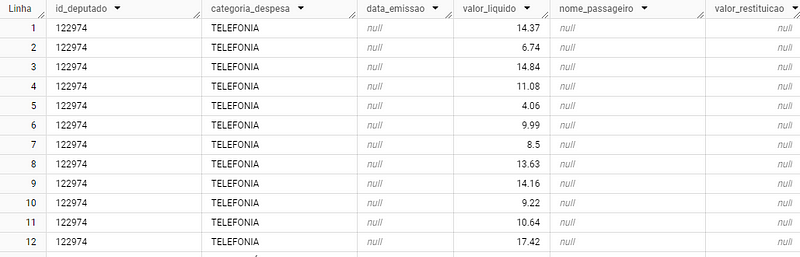 Linha id_deputado categoria_despesa data_emissao valor_liquido nome_passageiro valor_restituicao
1 122974 TELEFONIA null 14.37 null null
2 122974 TELEFONIA null 6.74 null null
3 122974 TELEFONIA null 14.84 null null
4 122974 TELEFONIA null 11.08 null null
5 122974 TELEFONIA null 4.06 null null
6 122974 TELEFONIA null 9.99 null null
7 122974 TELEFONIA null 8.5 null null
8 122974 TELEFONIA null 13.63 null null
9 122974 TELEFONIA null 14.16 null null
10 122974 TELEFONIA null 9.22 null null
11 122974 TELEFONIA null 10.64 null null
12 122974 TELEFONIA null 17.42 null null